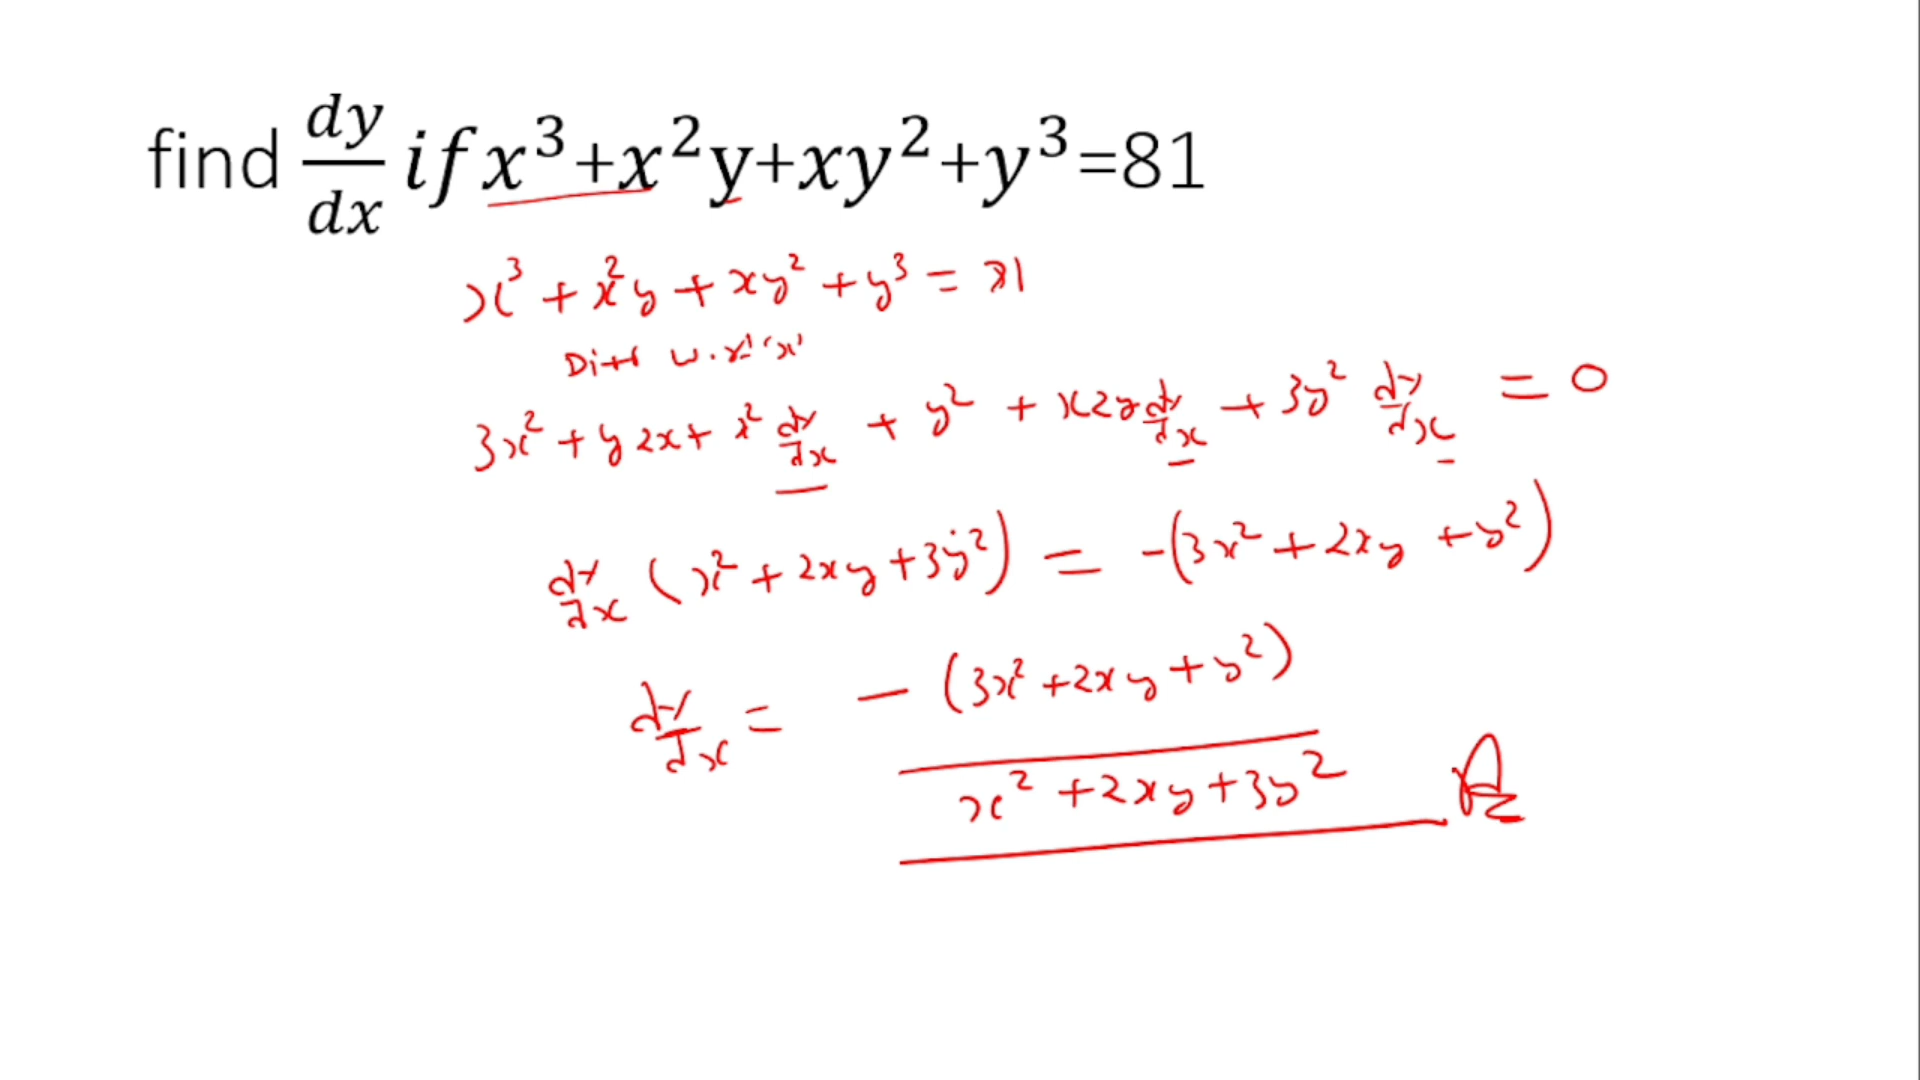 find dy/dx if x³+x²y+xy²+y³=81
x³ + x²y + xy² + y³ = 81
Diff w.r.t 'x'
3x² + y2x + x² dy/dx + y² + x2y dy/dx + 3y² dy/dx = 0
dy/dx (x² + 2xy + 3y²) = -(3x² + 2xy + y²)
dy/dx = -(3x² + 2xy + y²)
x² + 2xy + 3y²